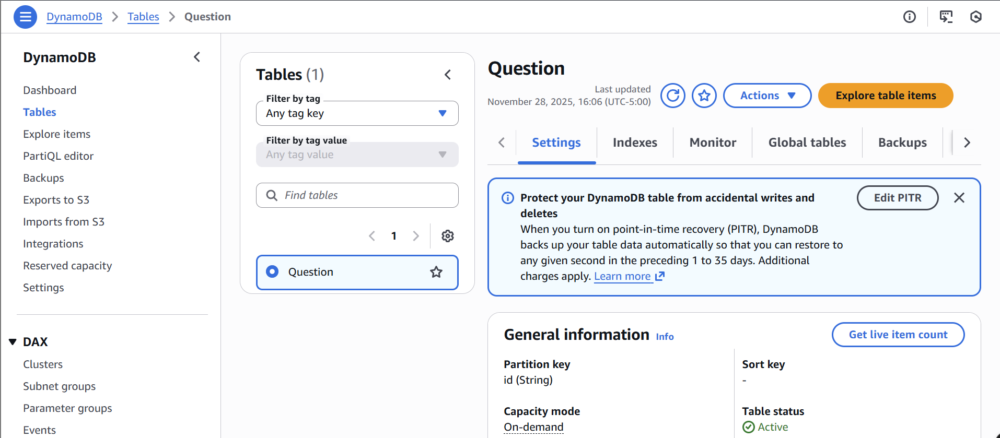 DynamoDB
Tables
Question
DynamoDB
Dashboard
Tables
Explore items
PartiQL editor
Backups
Exports to S3
Imports from S3
Integrations
Reserved capacity
Settings
DAX
Clusters
Subnet groups
Parameter groups
Events
Tables (1)
Filter by tag
Any tag key
Filter by tag value
Any tag value
Find tables
1
Question
Question
Last updated
November 28, 2025, 16:06 (UTC-5:00)
Actions
Explore table items
Settings
Indexes
Monitor
Global tables
Backups
Protect your DynamoDB table from accidental writes and
deletes
When you turn on point-in-time recovery (PITR), DynamoDB
backs up your table data automatically so that you can restore to
any given second in the preceding 1 to 35 days. Additional
charges apply. Learn more
Edit PITR
General information Info
Get live item count
Partition key
id (String)
Sort key
-
Capacity mode
On-demand
Table status
Active